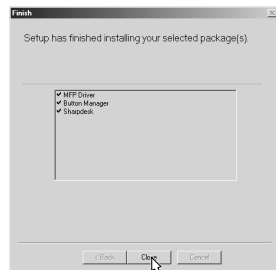 Finish
Setup has finished installing your selected package(s).
MFP Driver
Button Manager
Sharpdesk
< Back
Close
Cancel